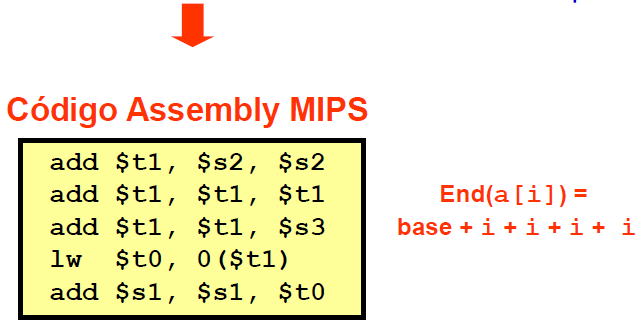 Código Assembly MIPS
add $t1, $s2, $s2
add $t1, $t1, $t1
add $t1, $t1, $s3
lw $t0, 0($t1)
add $s1, $s1, $t0
End(a[i]) =
base + i + i + i + i